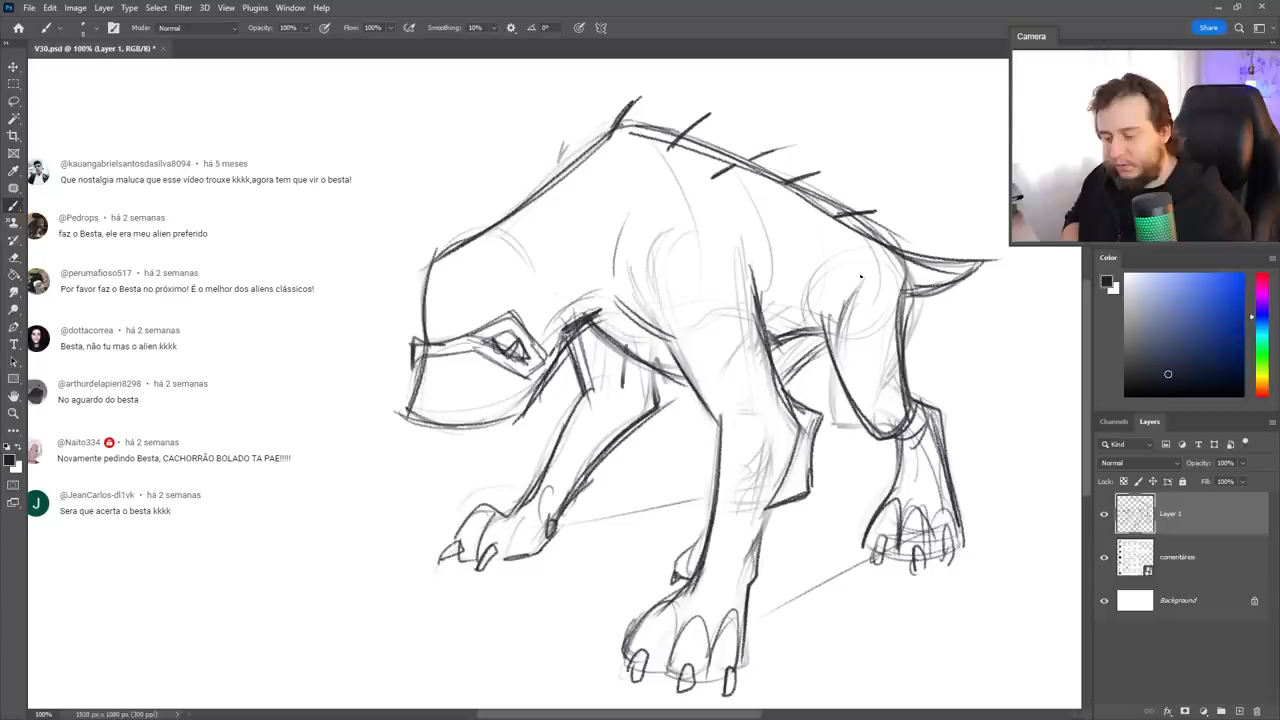 File Edit Image Layer Type Select Filter 3D View Plugins Window Help
Mode: Normal Opacity: 100% Flow: 100% Smoothing: 10% 0°
Share
V30.psd @ 100% (Layer 1, RGB/8) * ×
Camera
@kauangabrielsantosdasilva8094 • há 5 meses
Que nostalgia maluca que esse vídeo trouxe kkkk,agora tem que vir o besta!
@Pedrops • há 2 semanas
faz o Besta, ele era meu alien preferido
@perumafioso517 • há 2 semanas
Por favor faz o Besta no próximo! É o melhor dos aliens clássicos!
@dottacorrea • há 2 semanas
Besta, não tu mas o alien kkkk
@arthurdelapieri8298 • há 2 semanas
No aguardo do besta
@Naito334 • há 2 semanas
Novamente pedindo Besta, CACHORRÃO BOLADO TA PAE!!!!!
J
@JeanCarlos-dl1vk • há 2 semanas
Sera que acerta o besta kkkk
Color
Channels Layers
Kind
Normal Opacity: 100%
Lock: Fill: 100%
Layer 1
comentários
Background
100% 1920 px x 1080 px (300 ppi)